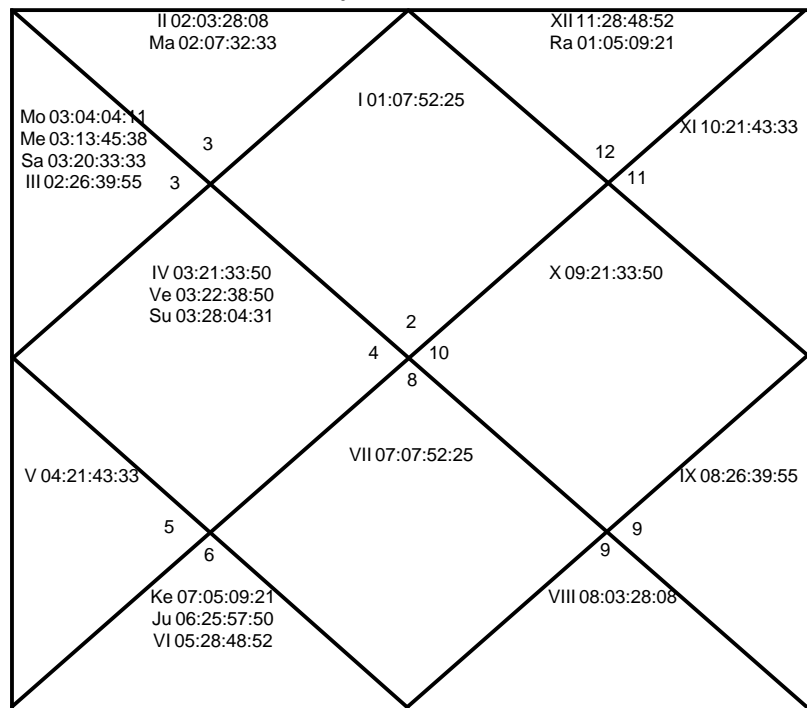 II 02:03:28:08
Ma 02:07:32:33
XII 11:28:48:52
Ra 01:05:09:21
I 01:07:52:25
Mo 03:04:04:11
Me 03:13:45:38
Sa 03:20:33:33
III 02:26:39:55
3
3
12
11
XI 10:21:43:33
IV 03:21:33:50
Ve 03:22:38:50
Su 03:28:04:31
X 09:21:33:50
2
4
10
8
V 04:21:43:33
VII 07:07:52:25
IX 08:26:39:55
5
6
9
9
Ke 07:05:09:21
Ju 06:25:57:50
VI 05:28:48:52
VIII 08:03:28:08